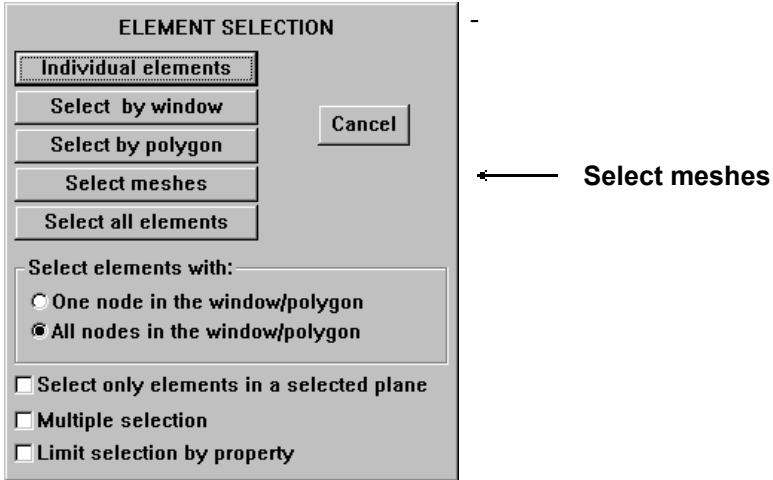 ELEMENT SELECTION
-
Individual elements
Select by window
Cancel
Select by polygon
Select meshes
Select meshes
Select all elements
Select elements with:
One node in the window/polygon
All nodes in the window/polygon
Select only elements in a selected plane
Multiple selection
Limit selection by property